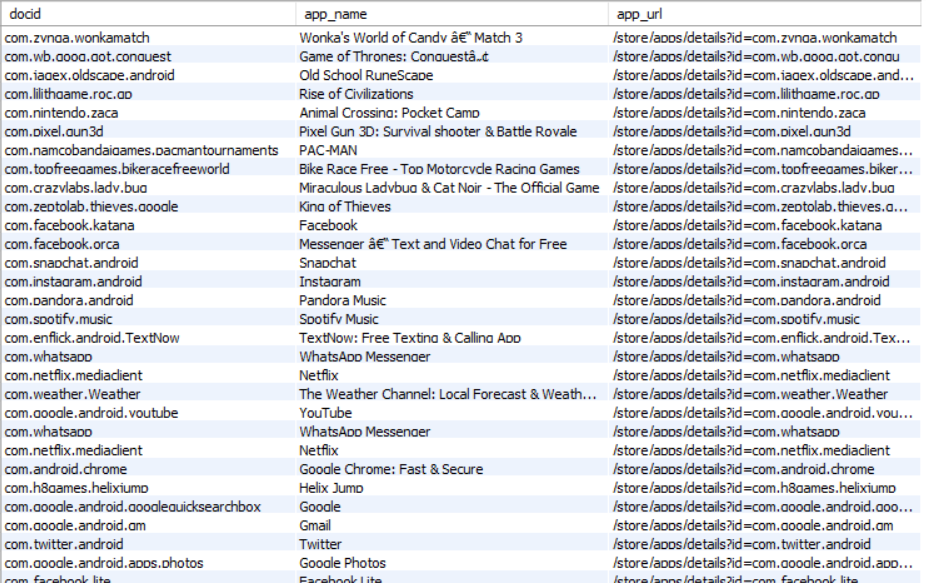 docid app_name app_url
com.zynga.wonkamatch Wonka's World of Candy â€“ Match 3 /store/apps/details?id=com.zynga.wonkamatch
com.wb.goog.got.conquest Game of Thrones: Conquestâ„¢ /store/apps/details?id=com.wb.goog.got.conqu
com.jagex.oldscape.android Old School RuneScape /store/apps/details?id=com.jagex.oldscape.and...
com.lilithgame.roc.gp Rise of Civilizations /store/apps/details?id=com.lilithgame.roc.gp
com.nintendo.zaca Animal Crossing: Pocket Camp /store/apps/details?id=com.nintendo.zaca
com.pixel.gun3d Pixel Gun 3D: Survival shooter & Battle Royale /store/apps/details?id=com.pixel.gun3d
com.namcobandaigames.pacmantournaments PAC-MAN /store/apps/details?id=com.namcobandaigames...
com.topfreegames.bikeracefreeworld Bike Race Free - Top Motorcycle Racing Games /store/apps/details?id=com.topfreegames.biker...
com.crazylabs.lady.bug Miraculous Ladybug & Cat Noir - The Official Game /store/apps/details?id=com.crazylabs.lady.bug
com.zeptolab.thieves.google King of Thieves /store/apps/details?id=com.zeptolab.thieves.g...
com.facebook.katana Facebook /store/apps/details?id=com.facebook.katana
com.facebook.orca Messenger â€“ Text and Video Chat for Free /store/apps/details?id=com.facebook.orca
com.snapchat.android Snapchat /store/apps/details?id=com.snapchat.android
com.instagram.android Instagram /store/apps/details?id=com.instagram.android
com.pandora.android Pandora Music /store/apps/details?id=com.pandora.android
com.spotify.music Spotify Music /store/apps/details?id=com.spotify.music
com.enflick.android.TextNow TextNow: Free Texting & Calling App /store/apps/details?id=com.enflick.android.Tex...
com.whatsapp WhatsApp Messenger /store/apps/details?id=com.whatsapp
com.netflix.mediaclient Netflix /store/apps/details?id=com.netflix.mediaclient
com.weather.Weather The Weather Channel: Local Forecast & Weath... /store/apps/details?id=com.weather.Weather
com.google.android.youtube YouTube /store/apps/details?id=com.google.android.you...
com.whatsapp WhatsApp Messenger /store/apps/details?id=com.whatsapp
com.netflix.mediaclient Netflix /store/apps/details?id=com.netflix.mediaclient
com.android.chrome Google Chrome: Fast & Secure /store/apps/details?id=com.android.chrome
com.h8games.helixjump Helix Jump /store/apps/details?id=com.h8games.helixjump
com.google.android.googlequicksearchbox Google /store/apps/details?id=com.google.android.goo...
com.google.android.gm Gmail /store/apps/details?id=com.google.android.gm
com.twitter.android Twitter /store/apps/details?id=com.twitter.android
com.google.android.apps.photos Google Photos /store/apps/details?id=com.google.android.app...
com.facebook.lite Facebook Lite /store/apps/details?id=com.facebook.lite